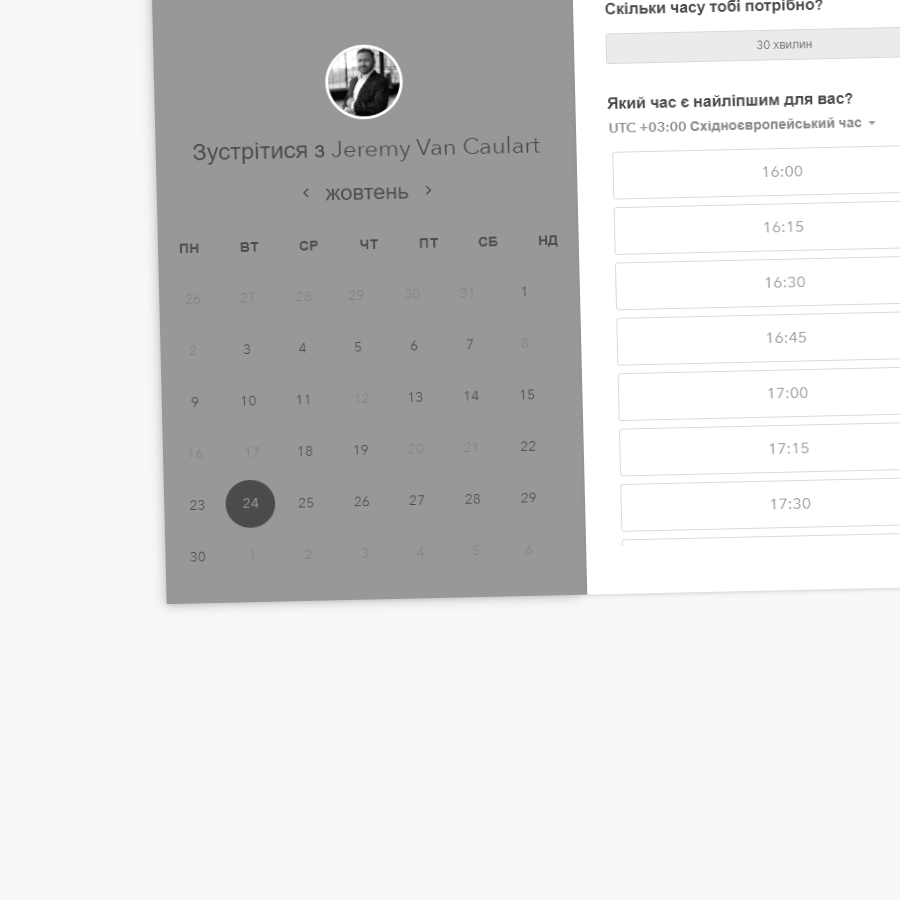 Зустрітися з Jeremy Van Caulart
< жовтень >
ПН ВТ СР ЧТ ПТ СБ НД
26 27 28 29 30 31 1
2 3 4 5 6 7 8
9 10 11 12 13 14 15
16 17 18 19 20 21 22
23 24 25 26 27 28 29
30 1 2 3 4 5 6
Скільки часу тобі потрібно?
30 хвилин
Який час є найліпшим для вас?
UTC +03:00 Східноєвропейський час
16:00
16:15
16:30
16:45
17:00
17:15
17:30